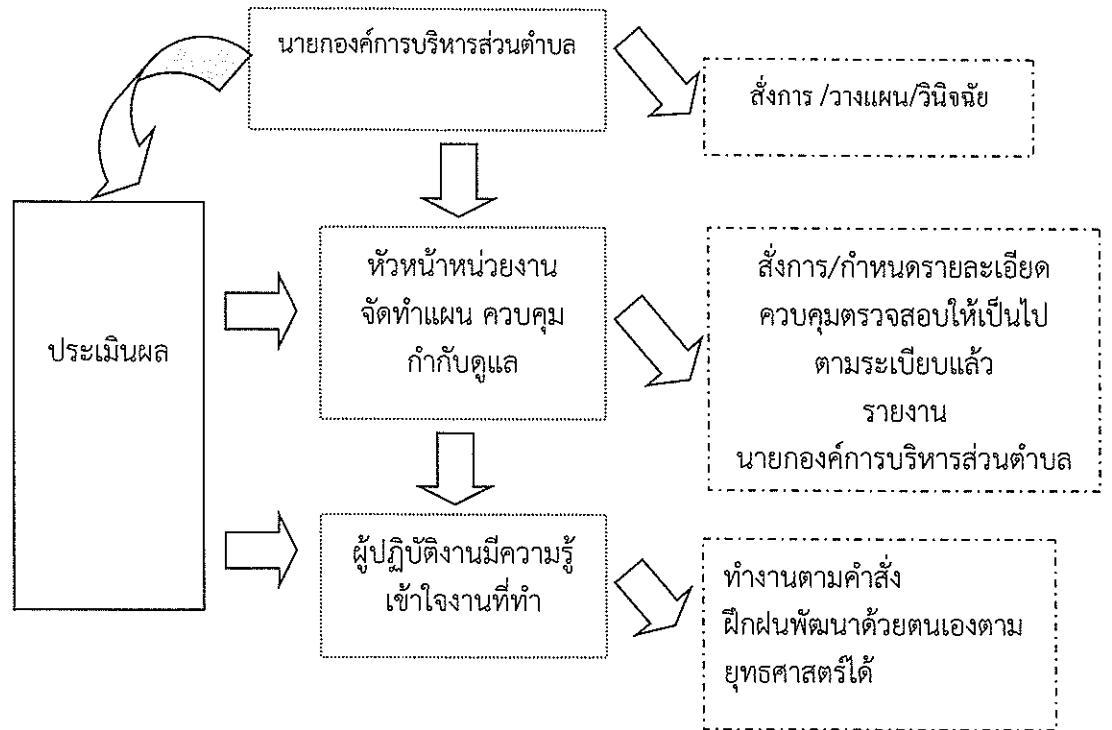 นายกองค์การบริหารส่วนตำบล
สั่งการ /วางแผน/วินิจฉัย
ประเมินผล
หัวหน้าหน่วยงาน
จัดทำแผน ควบคุม
กำกับดูแล
สั่งการ/กำหนดรายละเอียด
ควบคุมตรวจสอบให้เป็นไป
ตามระเบียบแล้ว
รายงาน
นายกองค์การบริหารส่วนตำบล
ผู้ปฏิบัติงานมีความรู้
เข้าใจงานที่ทำ
ทำงานตามคำสั่ง
ฝึกฝนพัฒนาด้วยตนเองตาม
ยุทธศาสตร์ได้